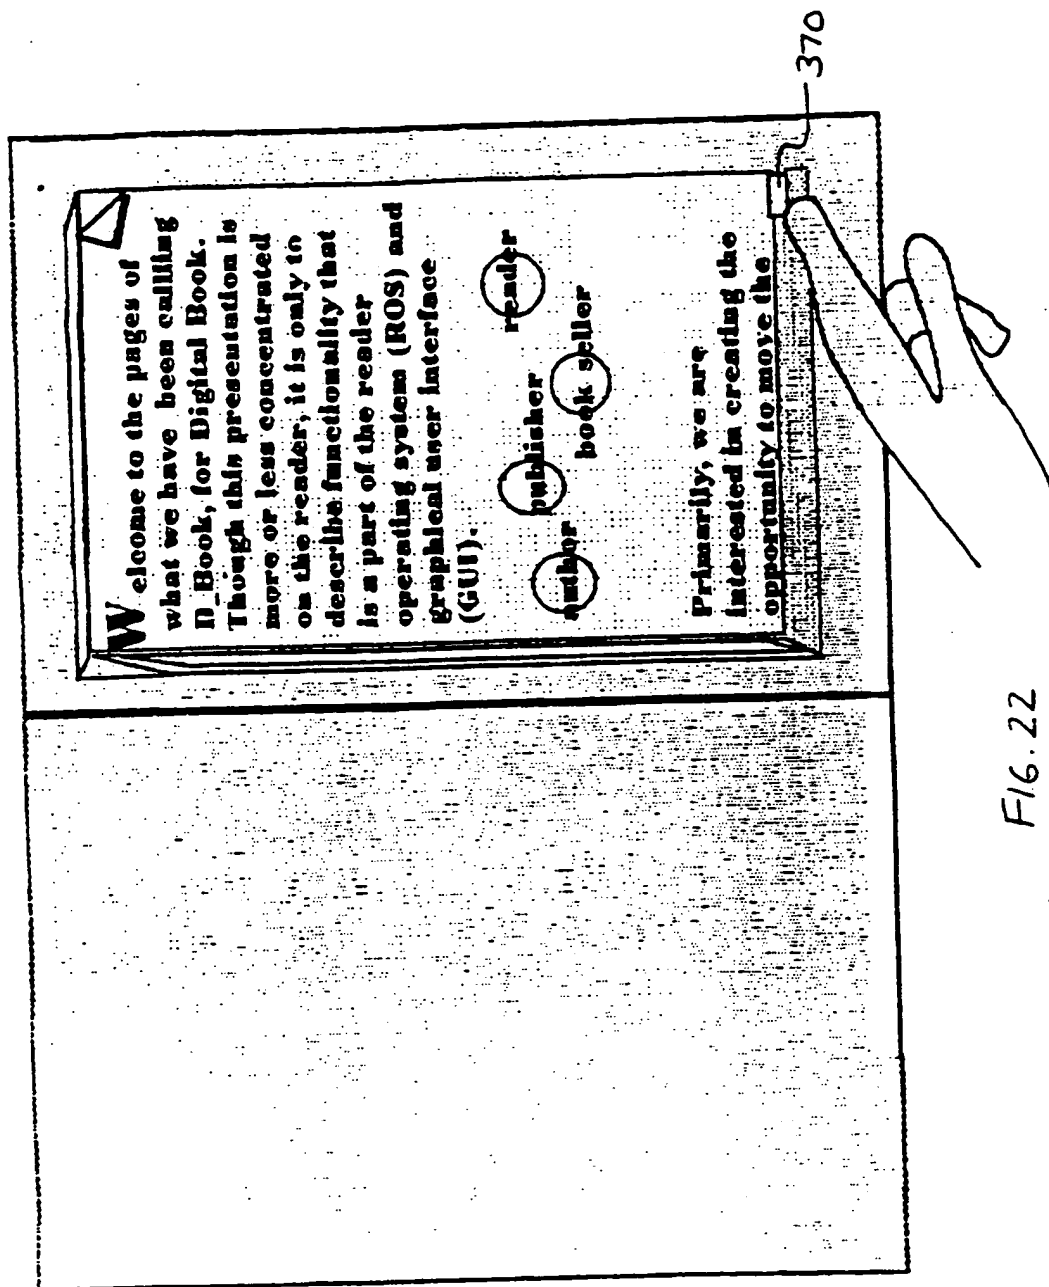 Welcome to the pages of
what we have been calling
D_Book, for Digital Book.
Though this presentation is
more or less concentrated
on the reader, it is only to
describe functionality that
is a part of the reader
operating system (ROS) and
graphical user interface
(GUI).
author
publisher
book seller
reader
Primarily, we are
interested in creating the
opportunity to move the
370
FIG. 22